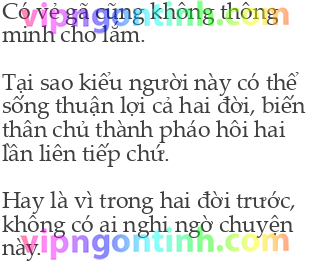 Có vẻ gã cũng không thông
minh cho lắm.
Tại sao kiểu người này có thể
sống thuận lợi cả hai đời, biến
thân chủ thành pháo hôi hai
lần liên tiếp chứ.
Hay là vì trong hai đời trước,
không có ai nghi ngờ chuyện
này.
vipngontinh.com
vipngontinh.com